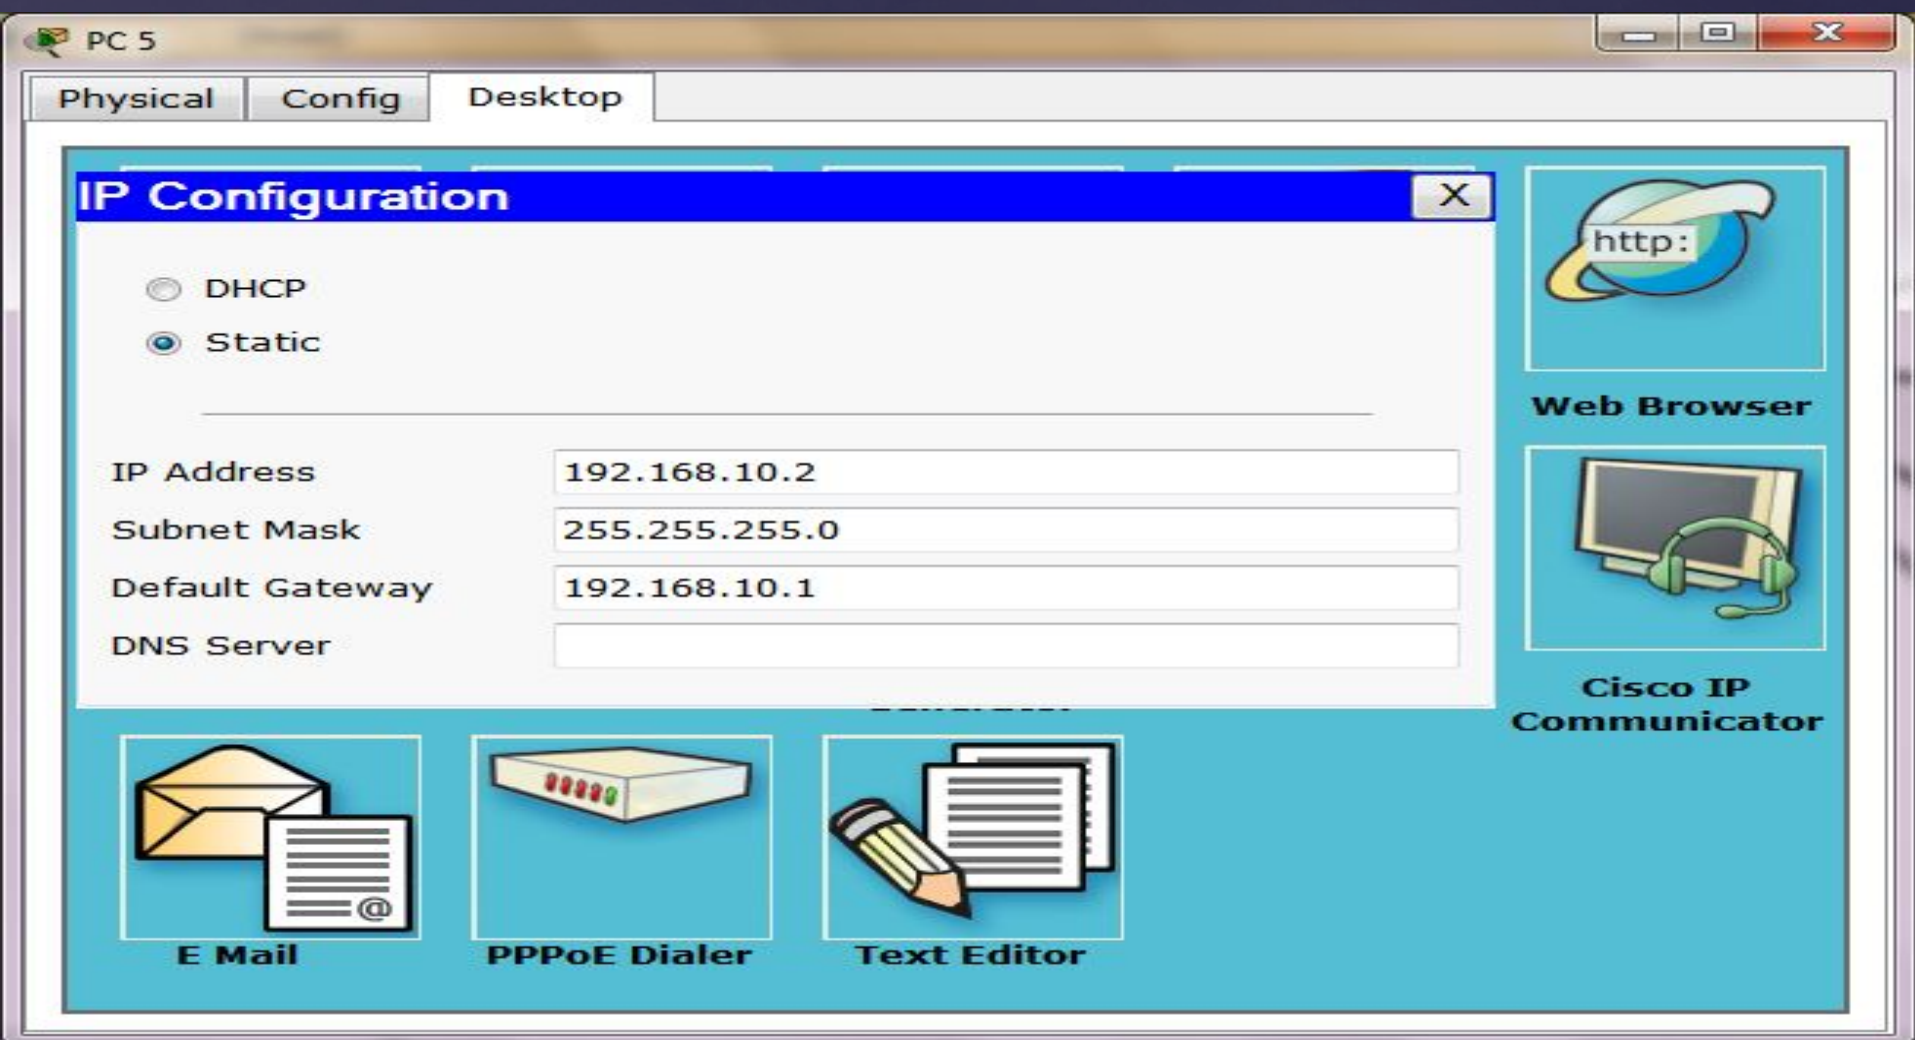 PC 5
Physical Config Desktop
IP Configuration X
http:
DHCP
Static
Web Browser
IP Address 192.168.10.2
Subnet Mask 255.255.255.0
Default Gateway 192.168.10.1
DNS Server
Cisco IP
Communicator
@
E Mail PPPoE Dialer Text Editor